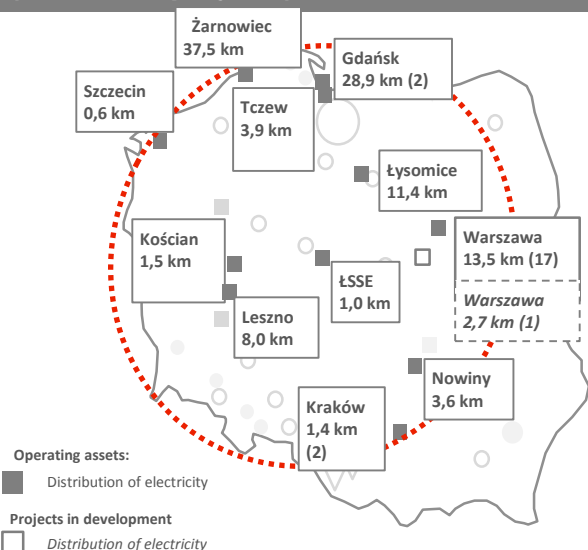 Żarnowiec
37,5 km
Gdańsk
28,9 km (2)
Szczecin
0,6 km
Tczew
3,9 km
Łysomice
11,4 km
Kościan
1,5 km
Warszawa
13,5 km (17)
ŁSSE
1,0 km
Warszawa
2,7 km (1)
Leszno
8,0 km
Nowiny
3,6 km
Kraków
1,4 km
(2)
Operating assets:
Distribution of electricity
Projects in development
Distribution of electricity